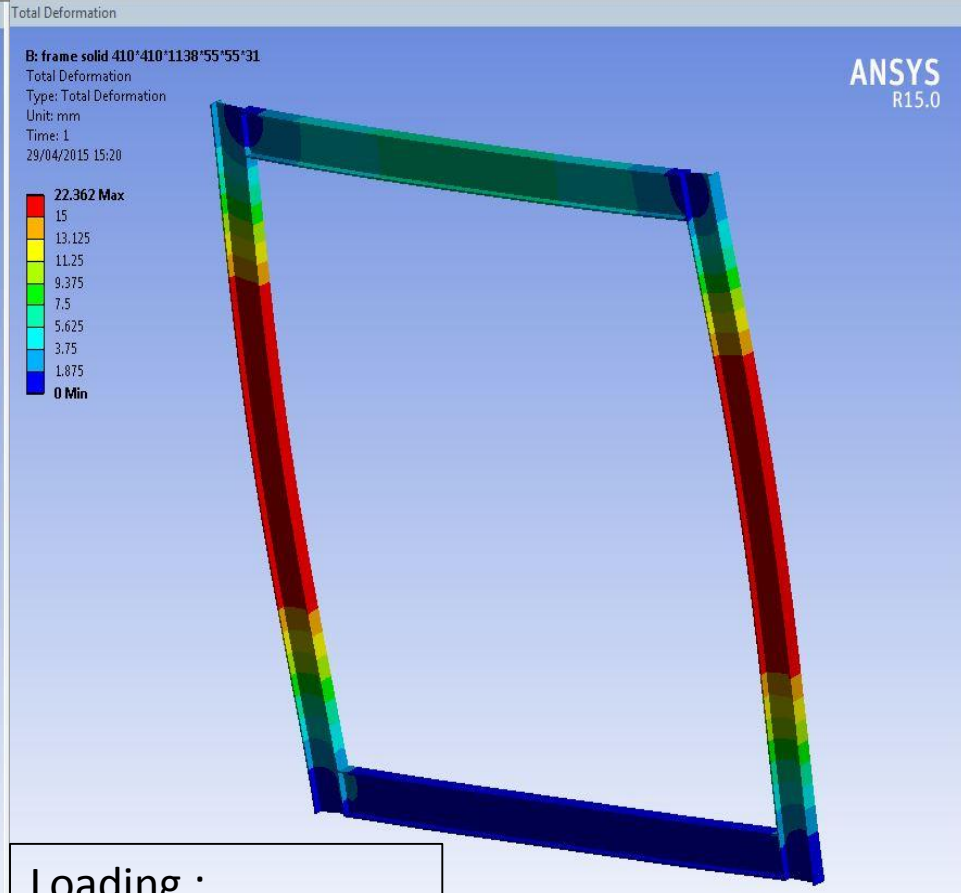 Total Deformation
B: frame solid 410*410*1138*55*55*31
Total Deformation
Type: Total Deformation
Unit: mm
Time: 1
29/04/2015 15:20
ANSYS
R15.0
22.362 Max
15
13.125
11.25
9.375
7.5
5.625
3.75
1.875
0 Min
Loading :